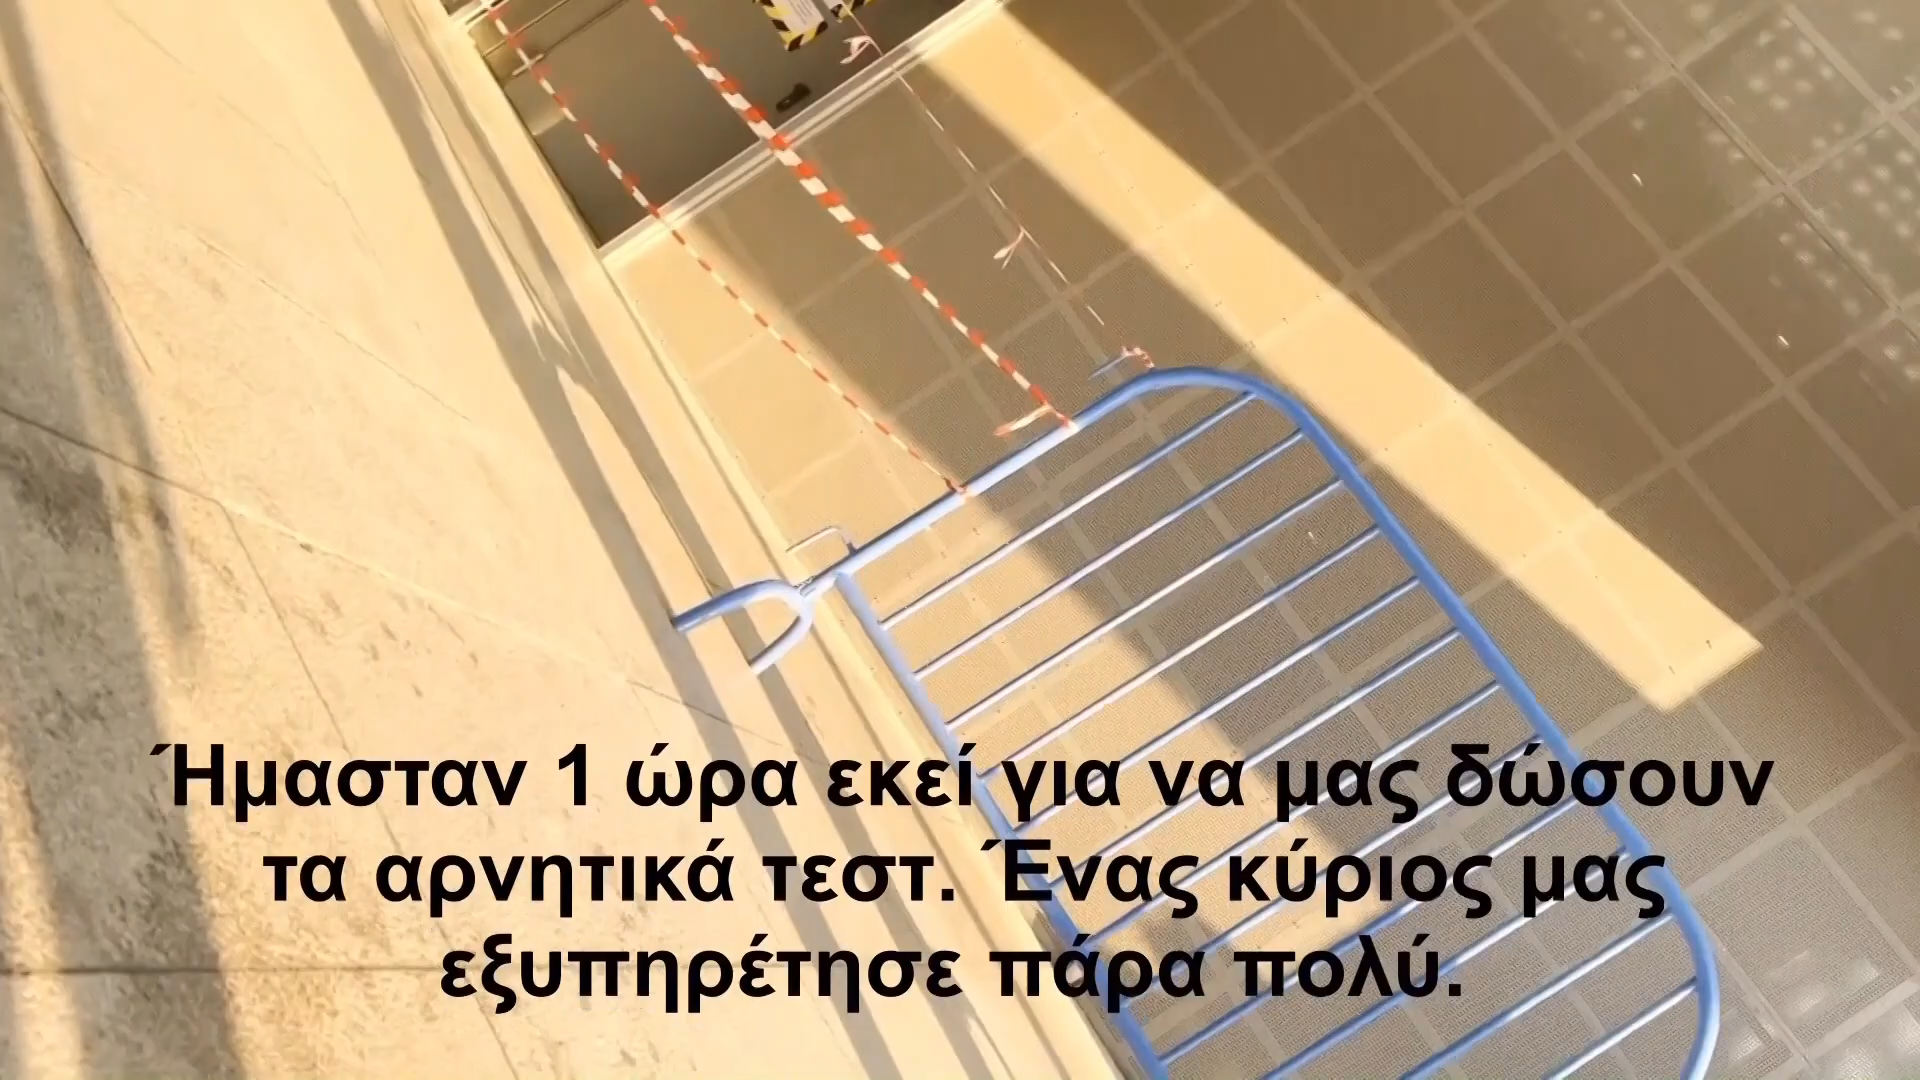 Ήμασταν 1 ώρα εκεί για να μας δώσουν
τα αρνητικά τεστ. Ένας κύριος μας
εξυπηρέτησε πάρα πολύ.